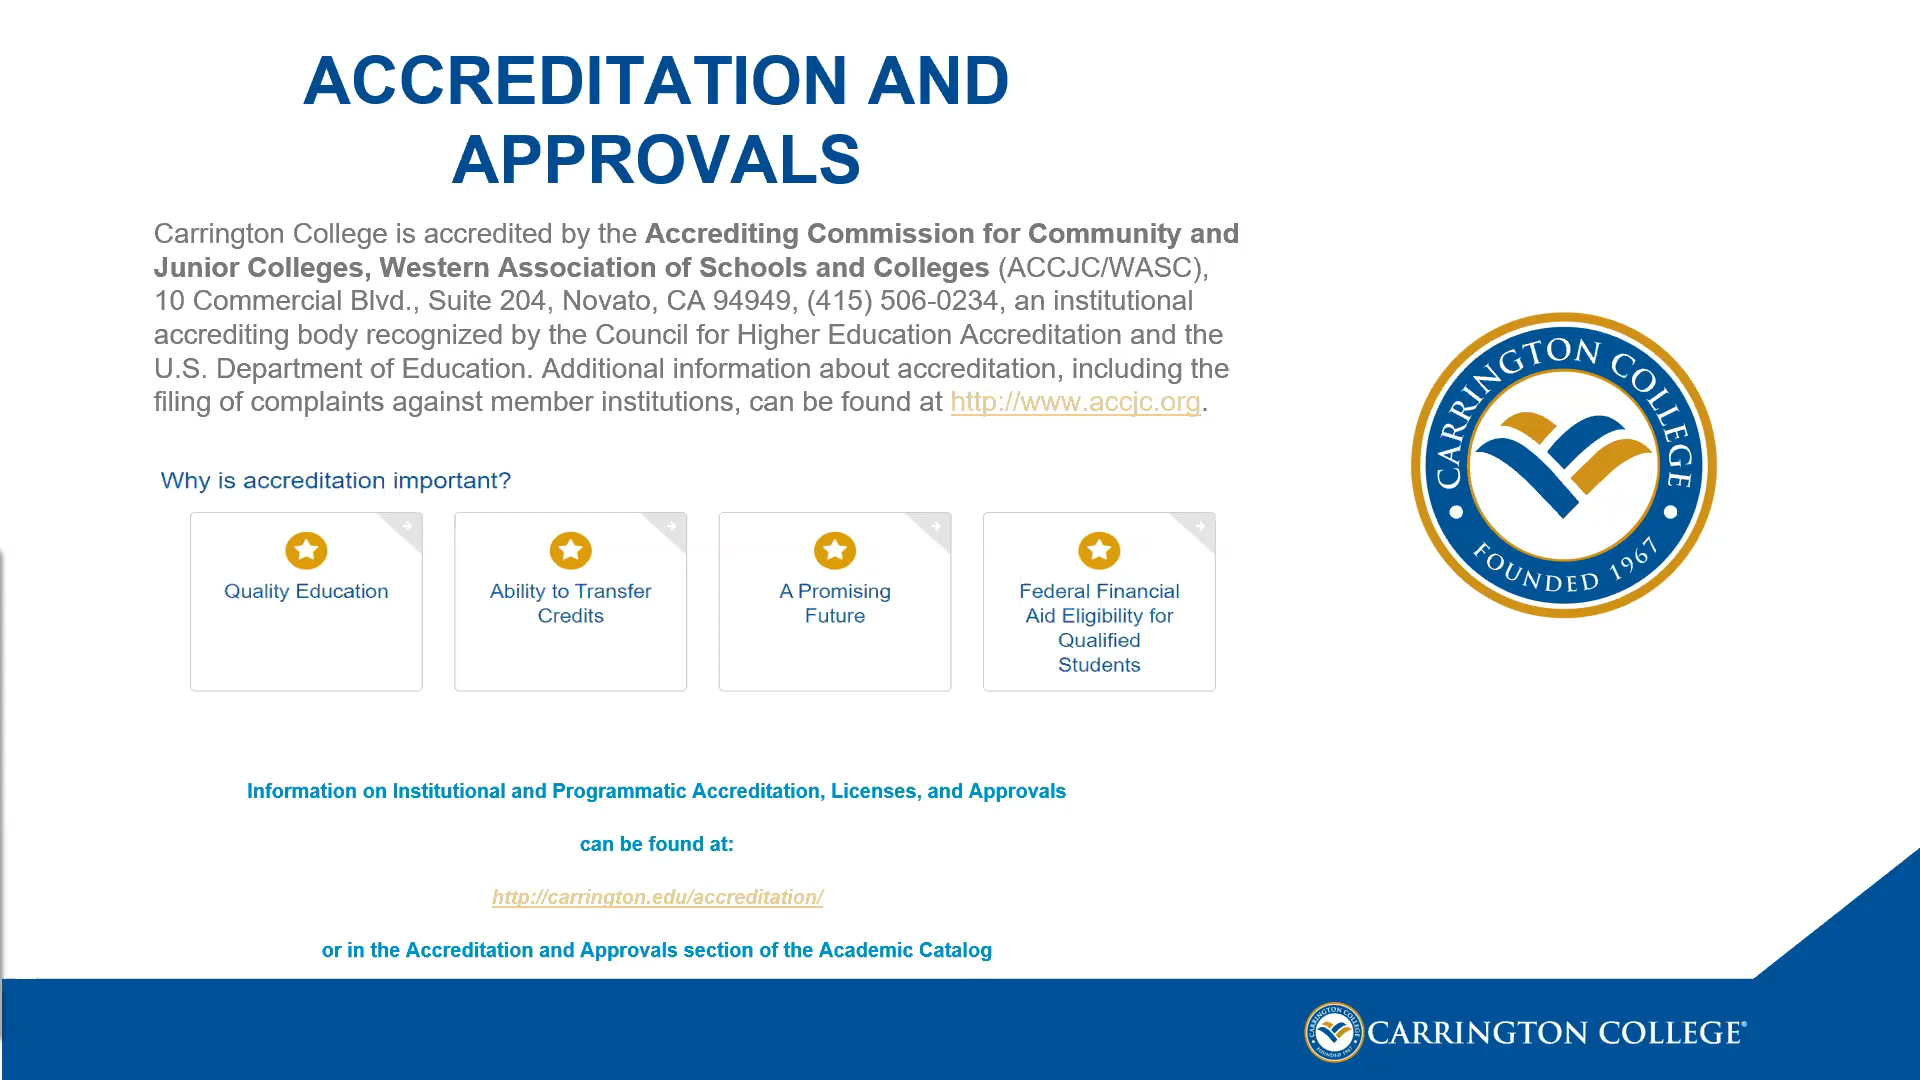 ACCREDITATION AND
APPROVALS
Carrington College is accredited by the Accrediting Commission for Community and
Junior Colleges, Western Association of Schools and Colleges (ACCJC/WASC),
10 Commercial Blvd., Suite 204, Novato, CA 94949, (415) 506-0234, an institutional
accrediting body recognized by the Council for Higher Education Accreditation and the
U.S. Department of Education. Additional information about accreditation, including the
filing of complaints against member institutions, can be found at http://www.accjc.org.
Why is accreditation important?
Quality Education
Ability to Transfer
Credits
A Promising
Future
Federal Financial
Aid Eligibility for
Qualified
Students
CARRINGTON COLLEGE
FOUNDED 1967
Information on Institutional and Programmatic Accreditation, Licenses, and Approvals
can be found at:
http://carrington.edu/accreditation/
or in the Accreditation and Approvals section of the Academic Catalog
CARRINGTON COLLEGE
FOUNDED 1967
CARRINGTON COLLEGE®